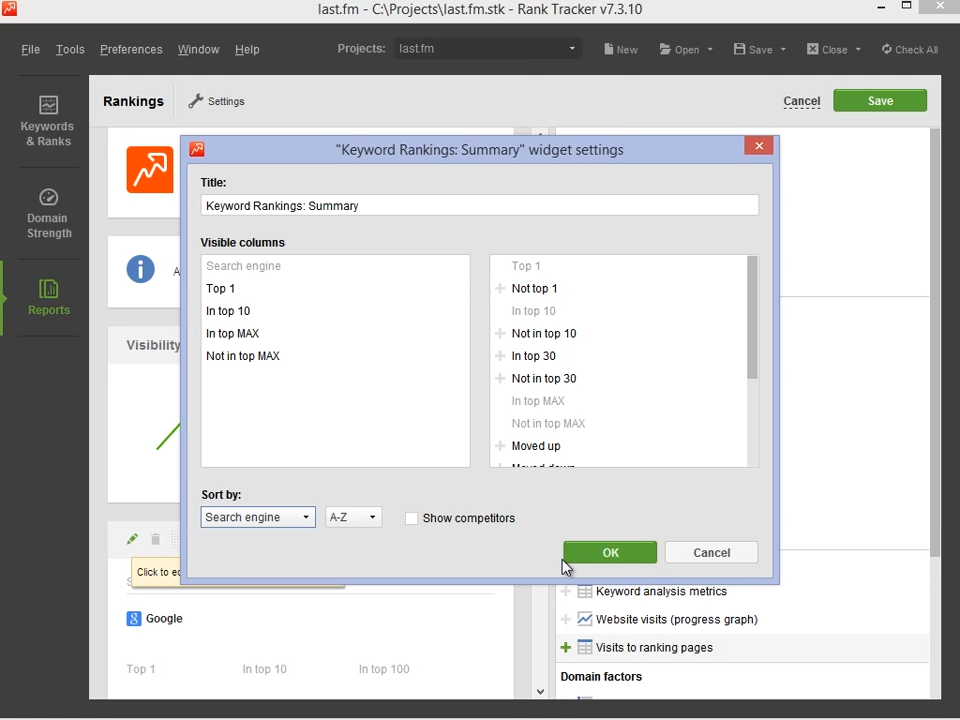 last.fm - C:\Projects\last.fm.stk - Rank Tracker v7.3.10
File Tools Preferences Window Help Projects: last.fm New Open Save Close Check All
Keywords
& Ranks
Domain
Strength
Reports
Rankings Settings Cancel Save
Visibility
"Keyword Rankings: Summary" widget settings
Title:
Keyword Rankings: Summary
Visible columns
Search engine
Top 1
In top 10
In top MAX
Not in top MAX
Top 1
Not top 1
In top 10
Not in top 10
In top 30
Not in top 30
In top MAX
Not in top MAX
Moved up
Moved down
Sort by:
Search engine A-Z Show competitors
OK Cancel
Click to
Google
Top 1 In top 10 In top 100
Keyword analysis metrics
Website visits (progress graph)
Visits to ranking pages
Domain factors